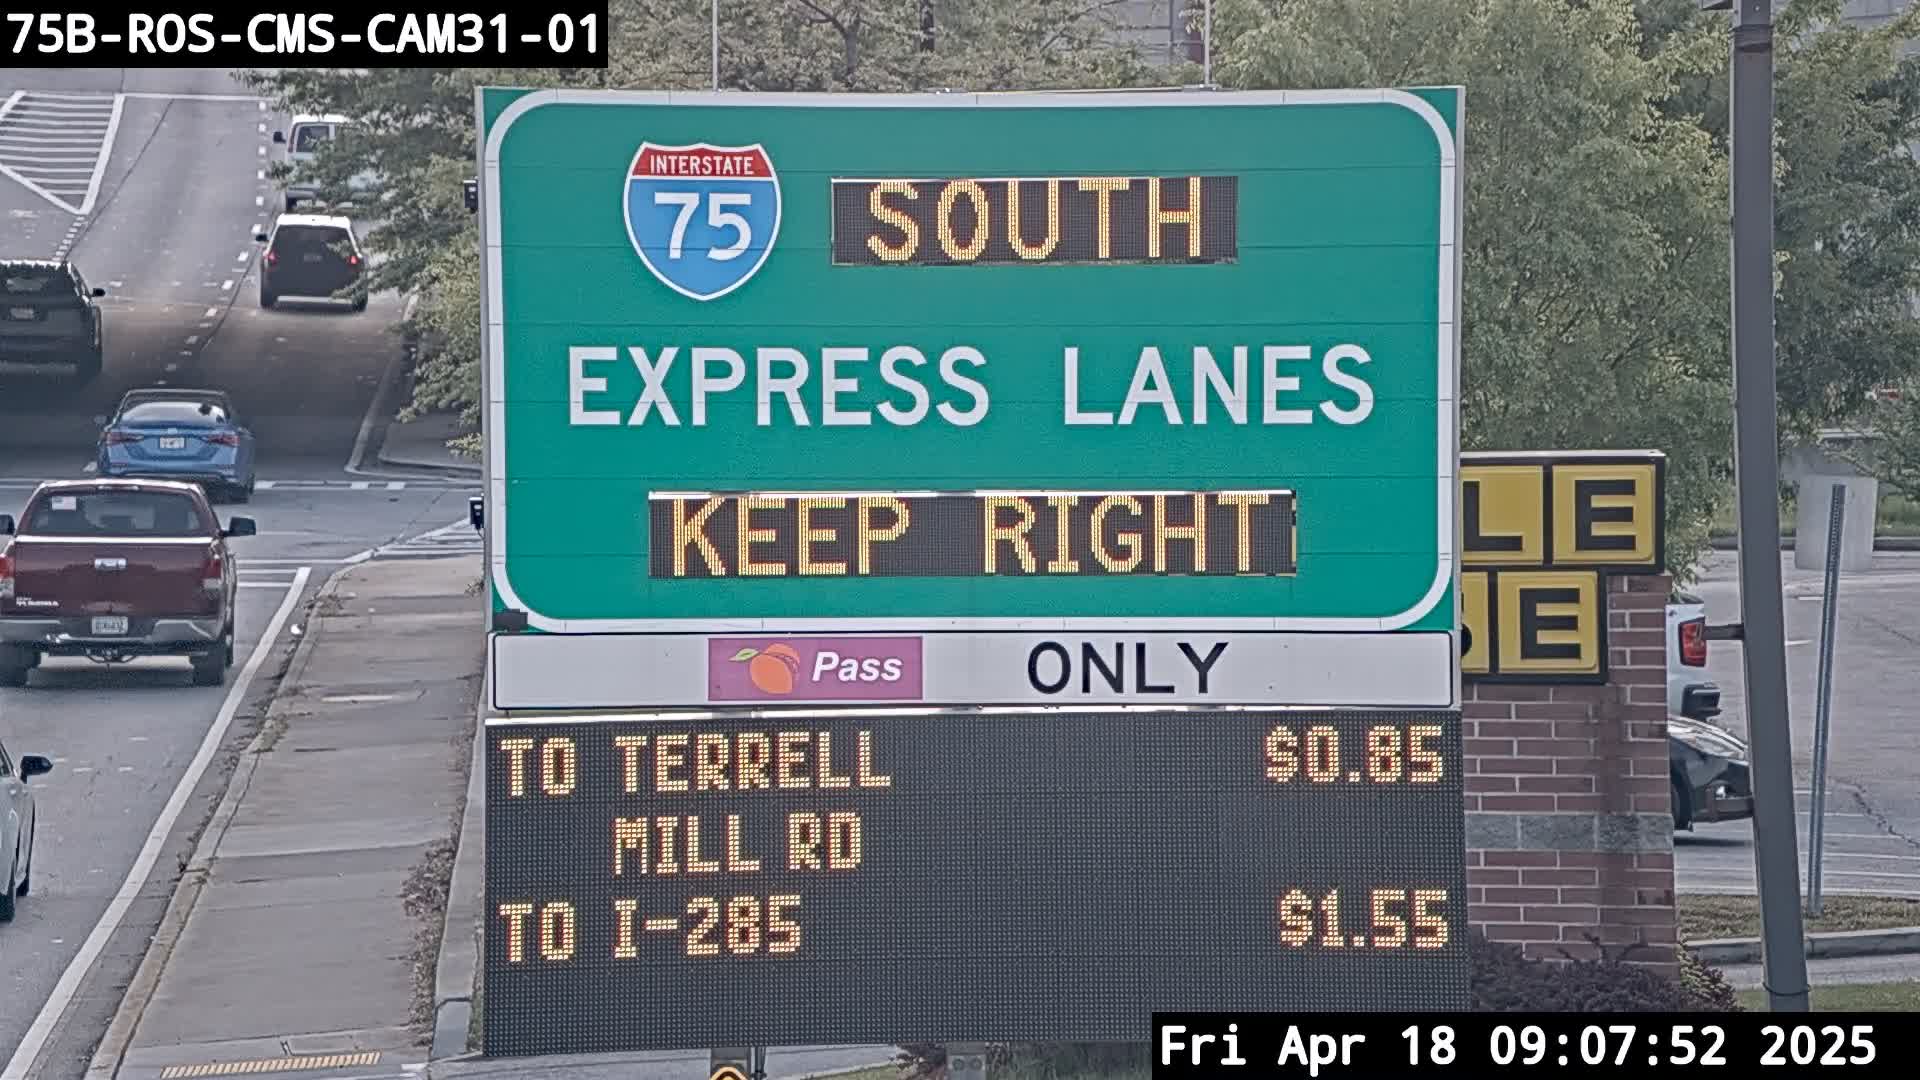 75B-ROS-CMS-CAM31-01
INTERSTATE
75
SOUTH
EXPRESS LANES
KEEP RIGHT
Pass ONLY
TO TERRELL $0.85
MILL RD
TO I-285 $1.55
LE
E
Fri Apr 18 09:07:52 2025